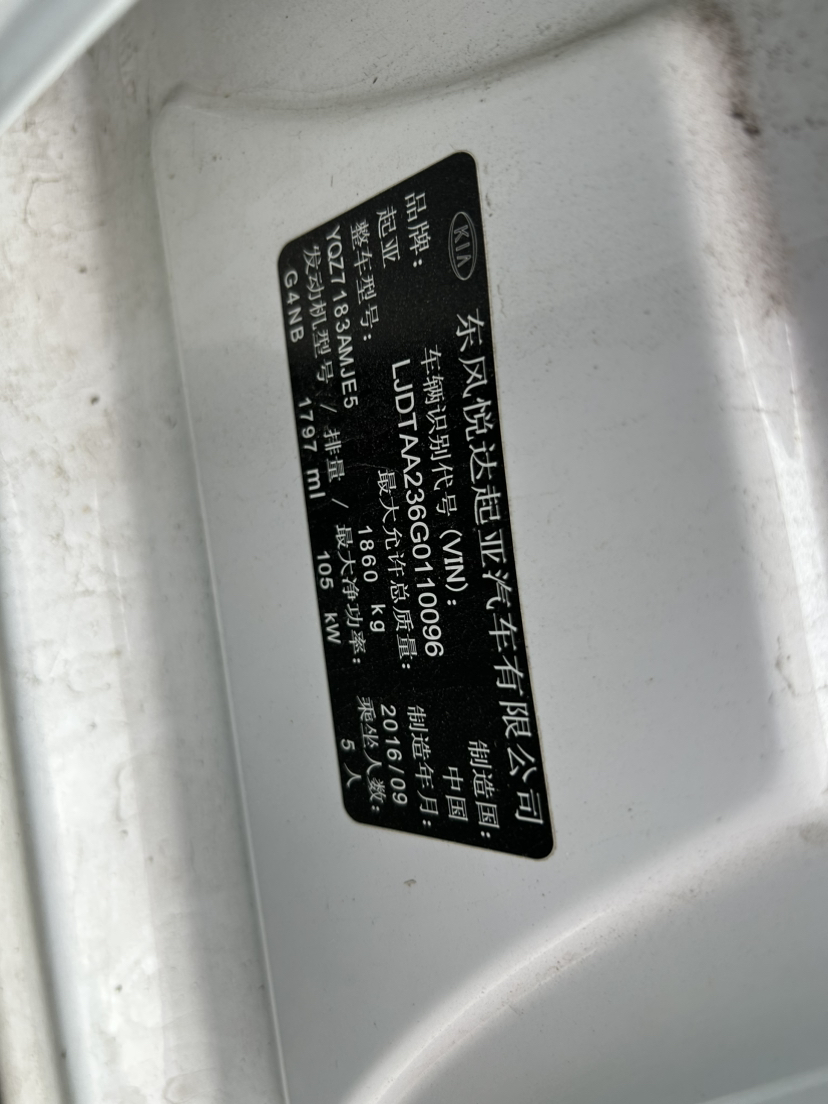 KIA 东风悦达起亚汽车有限公司
品牌: 车辆识别代号 (VIN): 制造国:
起亚 LJDTAA236G0110096 中国
整车型号: 最大允许总质量: 制造年月:
YQZ7183AMJE5 1860 kg 2016/09
发动机型号 / 排量 / 最大净功率: 乘坐人数:
G4NB 1797 ml 105 kW 5 人